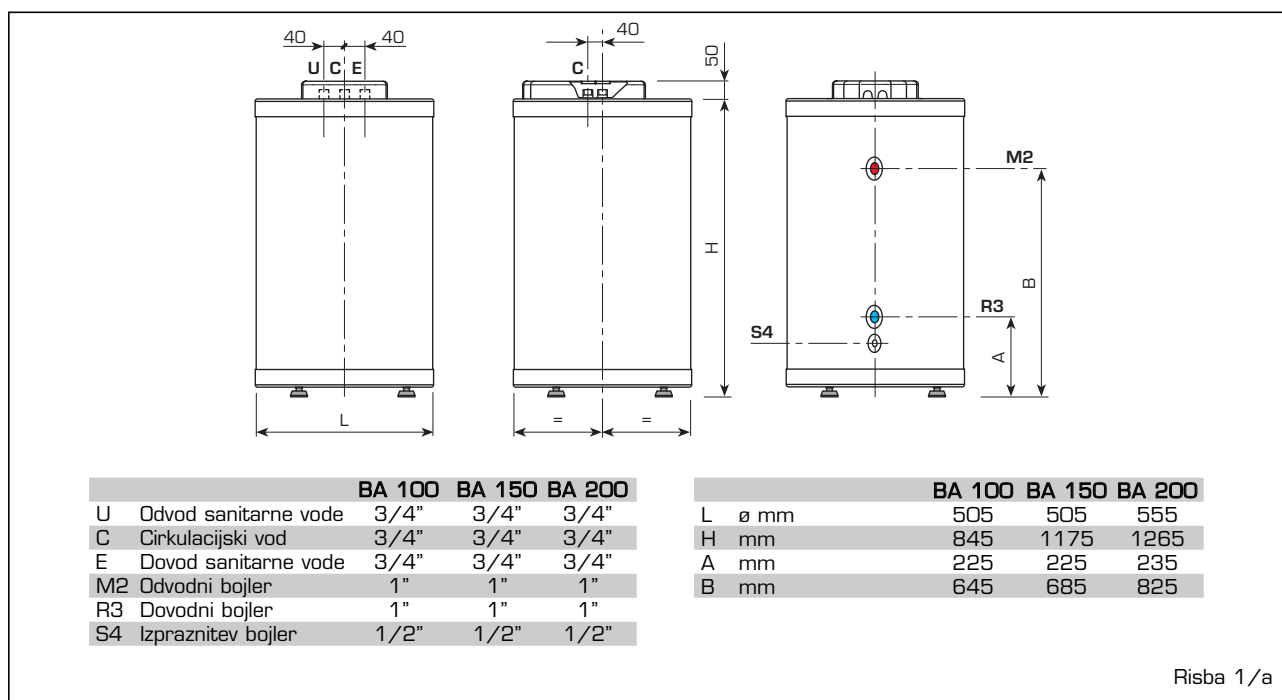 40 40
U C E
40
C
50
H
L
= =
M2
B
R3
S4
A
BA 100 BA 150 BA 200
U Odvod sanitarne vode 3/4” 3/4” 3/4”
C Cirkulacijski vod 3/4” 3/4” 3/4”
E Dovod sanitarne vode 3/4” 3/4” 3/4”
M2 Odvodni bojler 1” 1” 1”
R3 Dovodni bojler 1” 1” 1”
S4 Izpraznitev bojler 1/2” 1/2” 1/2”
BA 100 BA 150 BA 200
L ø mm 505 505 555
H mm 845 1175 1265
A mm 225 225 235
B mm 645 685 825
Risba 1/a